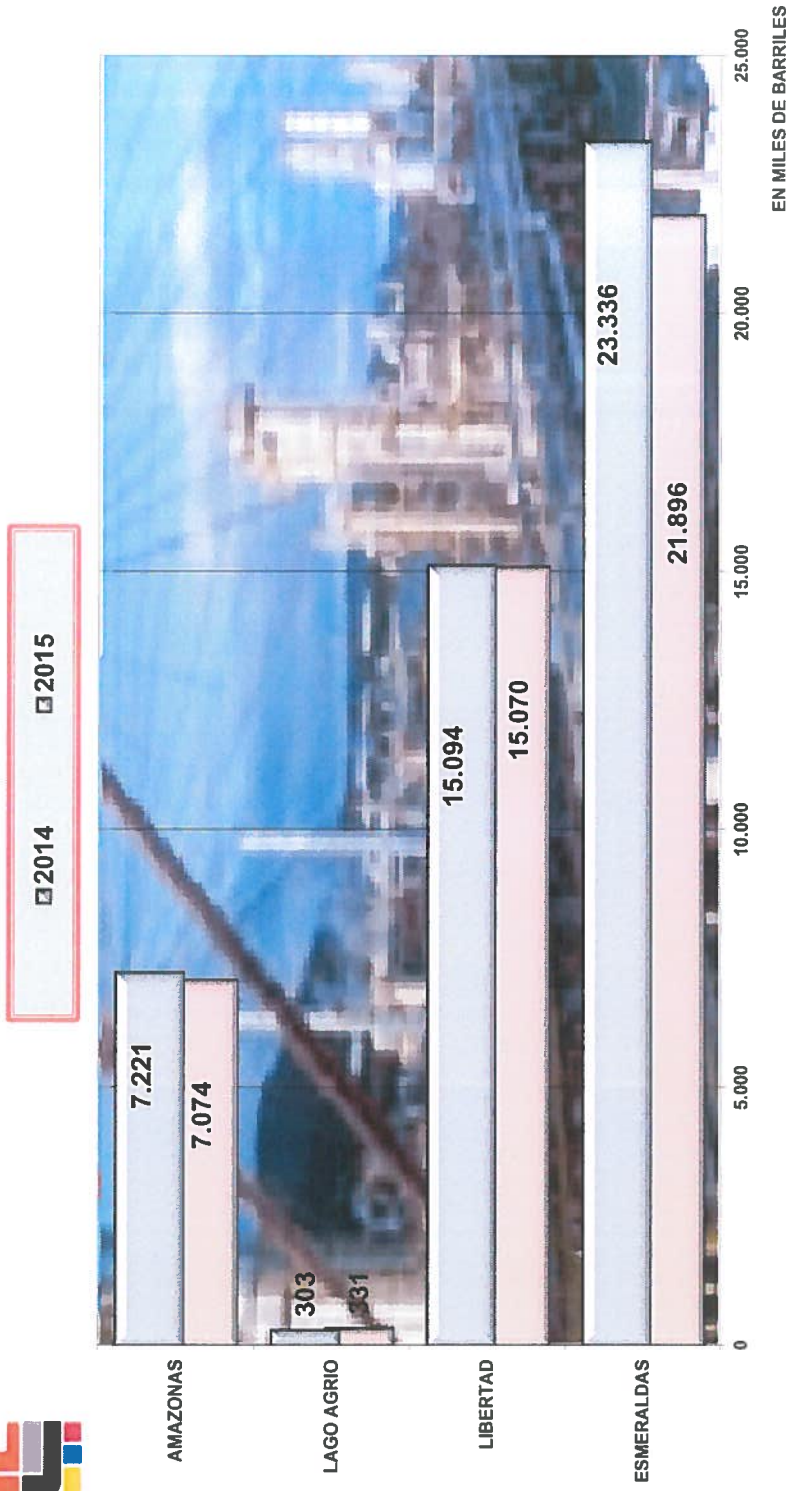 2014 2015
AMAZONAS
7.221
7.074
LAGO AGRIO
303
331
LIBERTAD
15.094
15.070
ESMERALDAS
23.336
21.896
0 5.000 10.000 15.000 20.000 25.000
EN MILES DE BARRILES